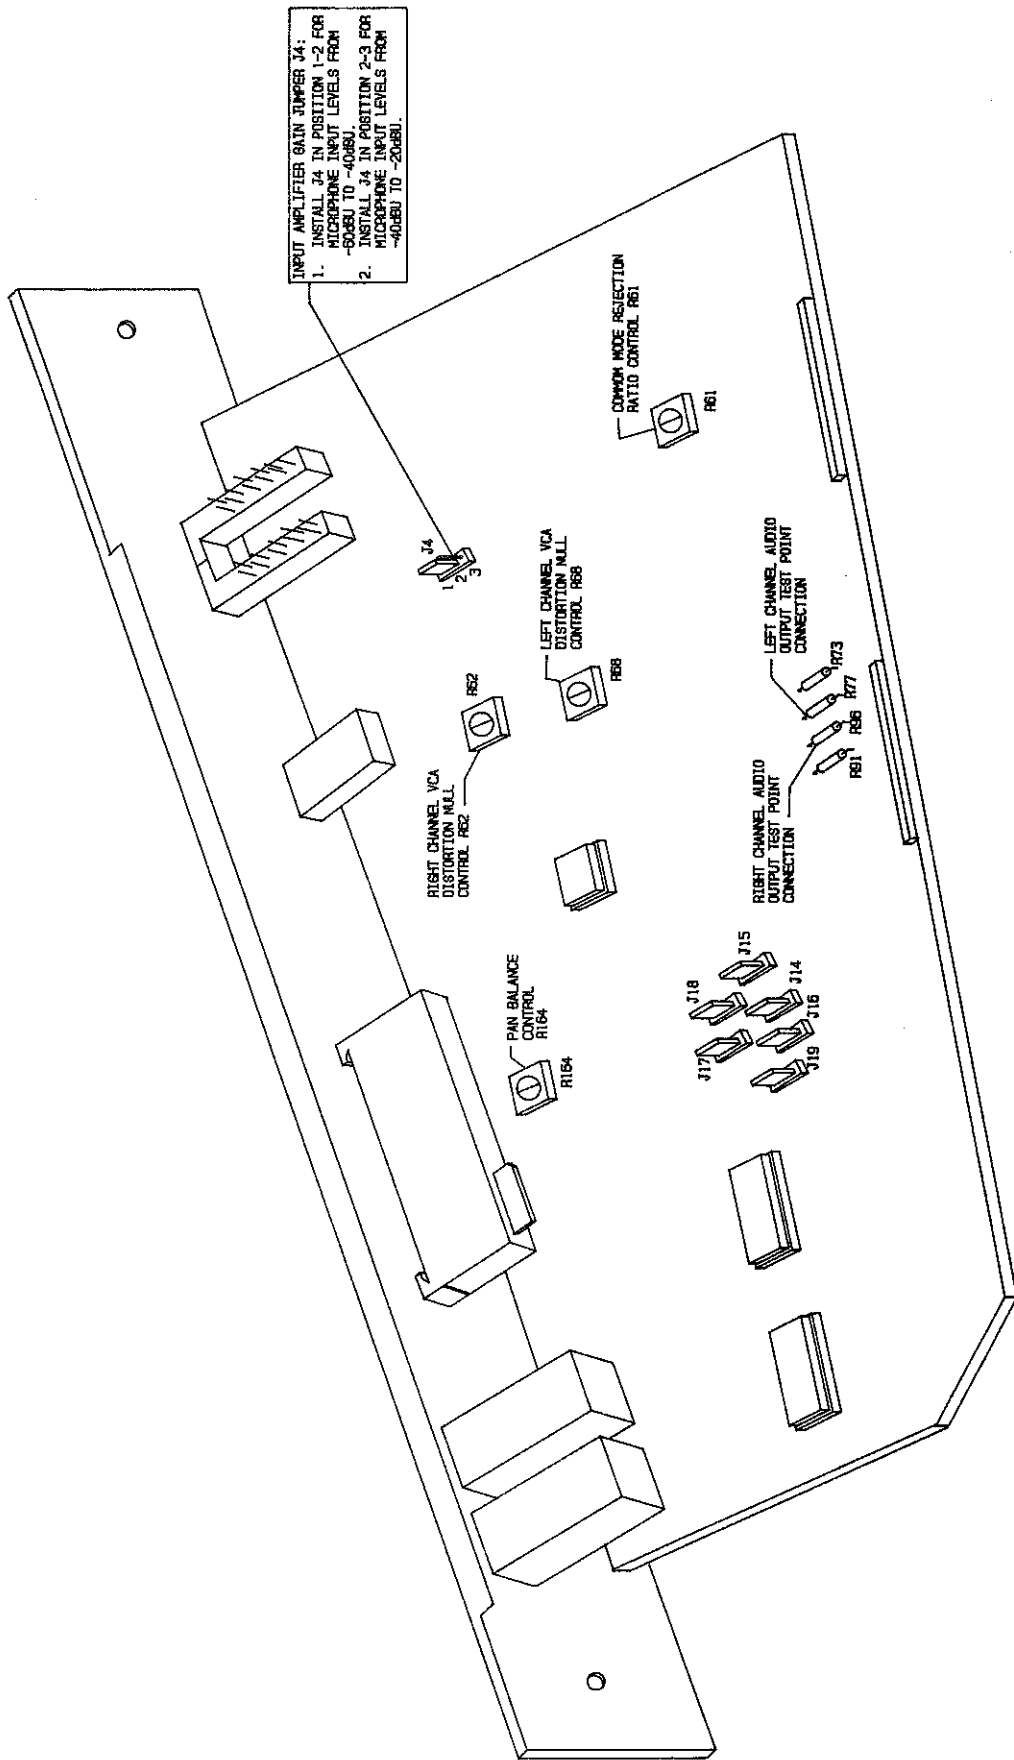 INPUT AMPLIFIER GAIN JUMPER J4:
1. INSTALL J4 IN POSITION 1-2 FOR
MICROPHONE INPUT LEVELS FROM
-60dBU TO -40dBU.
2. INSTALL J4 IN POSITION 2-3 FOR
MICROPHONE INPUT LEVELS FROM
-40dBU TO -20dBU.
J4
1
2
3
COMMON MODE REJECTION
RATIO CONTROL R61
R61
RIGHT CHANNEL VCA
DISTORTION NULL
CONTROL R62
R62
LEFT CHANNEL VCA
DISTORTION NULL
CONTROL R68
R68
PAN BALANCE
CONTROL
R164
R164
LEFT CHANNEL AUDIO
OUTPUT TEST POINT
CONNECTION
RIGHT CHANNEL AUDIO
OUTPUT TEST POINT
CONNECTION
R91
R96
R77
R73
J17
J18
J15
J19
J16
J14